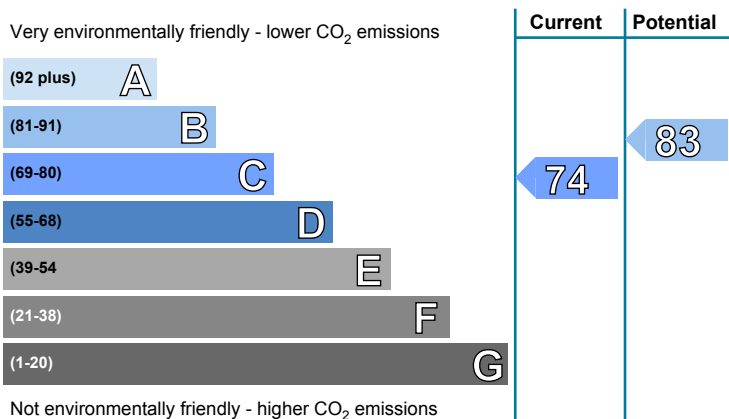 Current Potential
Very environmentally friendly - lower CO2 emissions
(92 plus) A
(81-91) B
83
(69-80) C
74
(55-68) D
(39-54 E
(21-38) F
(1-20) G
Not environmentally friendly - higher CO2 emissions